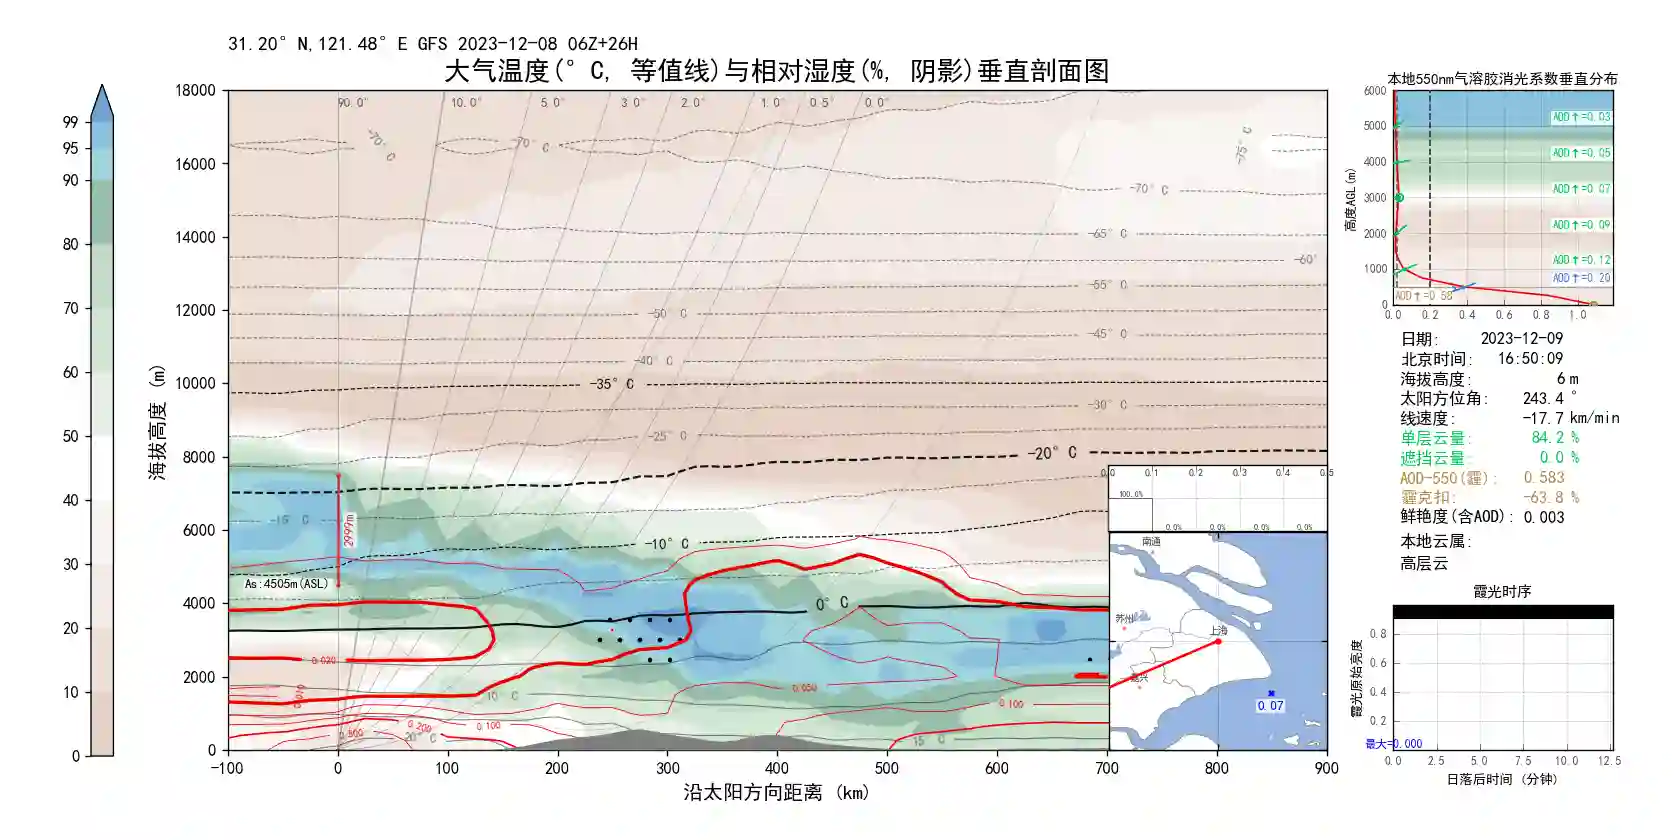 31.20°N,121.48°E GFS 2023-12-08 06Z+26H
大气温度(°C, 等值线)与相对湿度(%, 阴影)垂直剖面图
99
95
90
80
70
60
50
40
30
20
10
0
海拔高度 (m)
18000
16000
14000
12000
10000
8000
6000
4000
2000
0
90.0° 10.0° 5.0° 3.0° 2.0° 1.0° 0.5° 0.0°
-70°C
-70°C
-75°C
-70°C
-65°C
-60°
-55°C
-50°C
-45°C
-40°C
-35°C
-30°C
-25°C
-20°C
-15°C
-10°C
0°C
10°C
15°C
20°C
2999m
As:4505m(ASL)
0.020
0.010
0.050
0.100
0.100
0.200
0.500
-100 0 100 200 300 400 500 600 700 800 900
沿太阳方向距离 (km)
0.0 0.1 0.2 0.3 0.4 0.5
100.0%
0.0% 0.0% 0.0% 0.0%
南通
苏州
上海
嘉兴
0.07
本地550nm气溶胶消光系数垂直分布
高度AGL(m)
6000
5000
4000
3000
2000
1000
0
AOD↑=0.03
AOD↑=0.05
AOD↑=0.07
AOD↑=0.09
AOD↑=0.12
AOD↑=0.20
AOD↑=0.58
0.0 0.2 0.4 0.6 0.8 1.0
日期: 2023-12-09
北京时间: 16:50:09
海拔高度: 6 m
太阳方位角: 243.4 °
线速度: -17.7 km/min
单层云量: 84.2 %
遮挡云量: 0.0 %
AOD-550(霾): 0.583
霾克扣: -63.8 %
鲜艳度(含AOD): 0.003
本地云属:
高层云
霞光时序
霞光原始亮度
0.8
0.6
0.4
0.2
最大=0.000
0.0 2.5 5.0 7.5 10.0 12.5
日落后时间 (分钟)